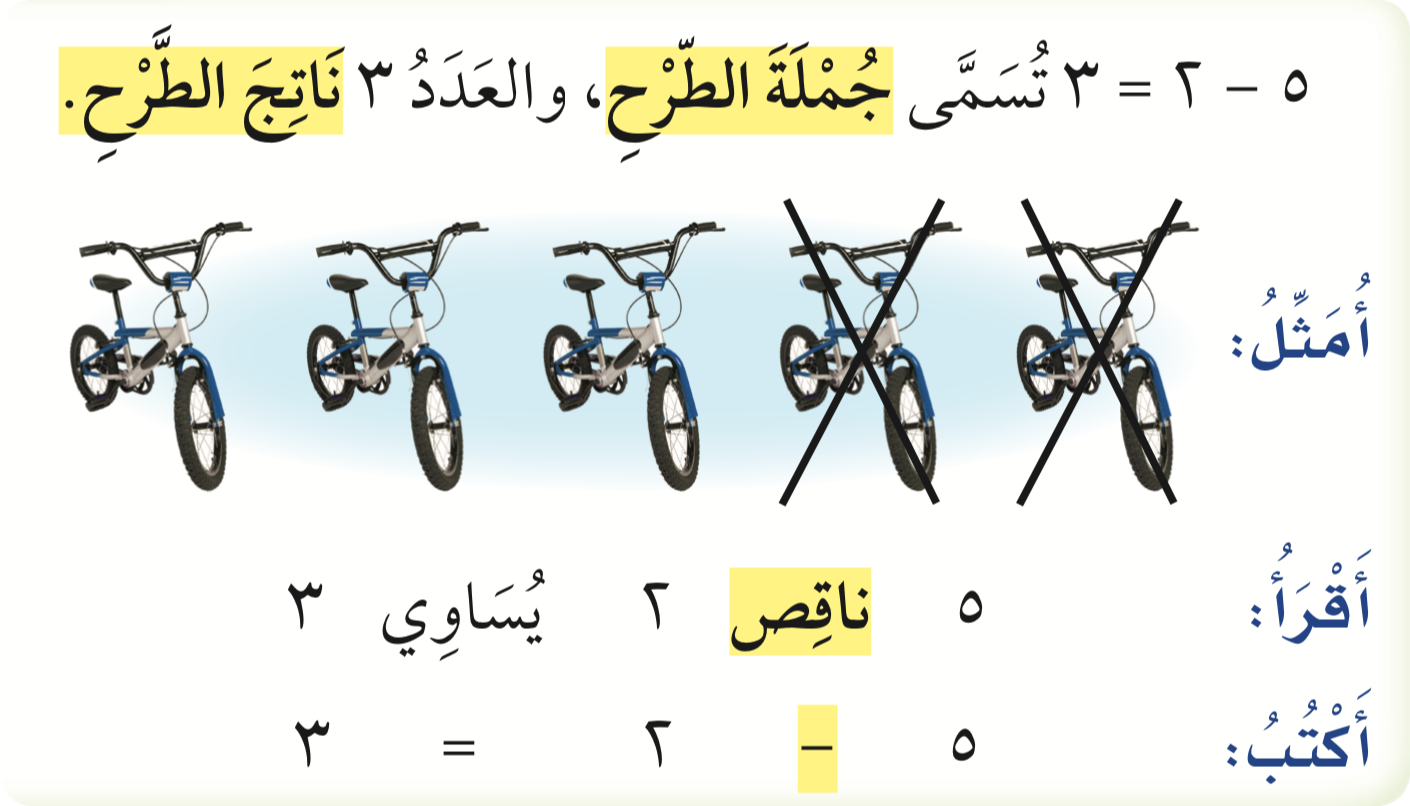 ٥ − ٢ = ٣ تُسَمَّى جُمْلَةَ الطّرْحِ، والعَدَدُ ٣ نَاتِجَ الطَّرْحِ.
أُمَثِّلُ:
أَقْرَأُ: ٥ ناقِص ٢ يُسَاوِي ٣
أَكْتُبُ: ٥ − ٢ = ٣